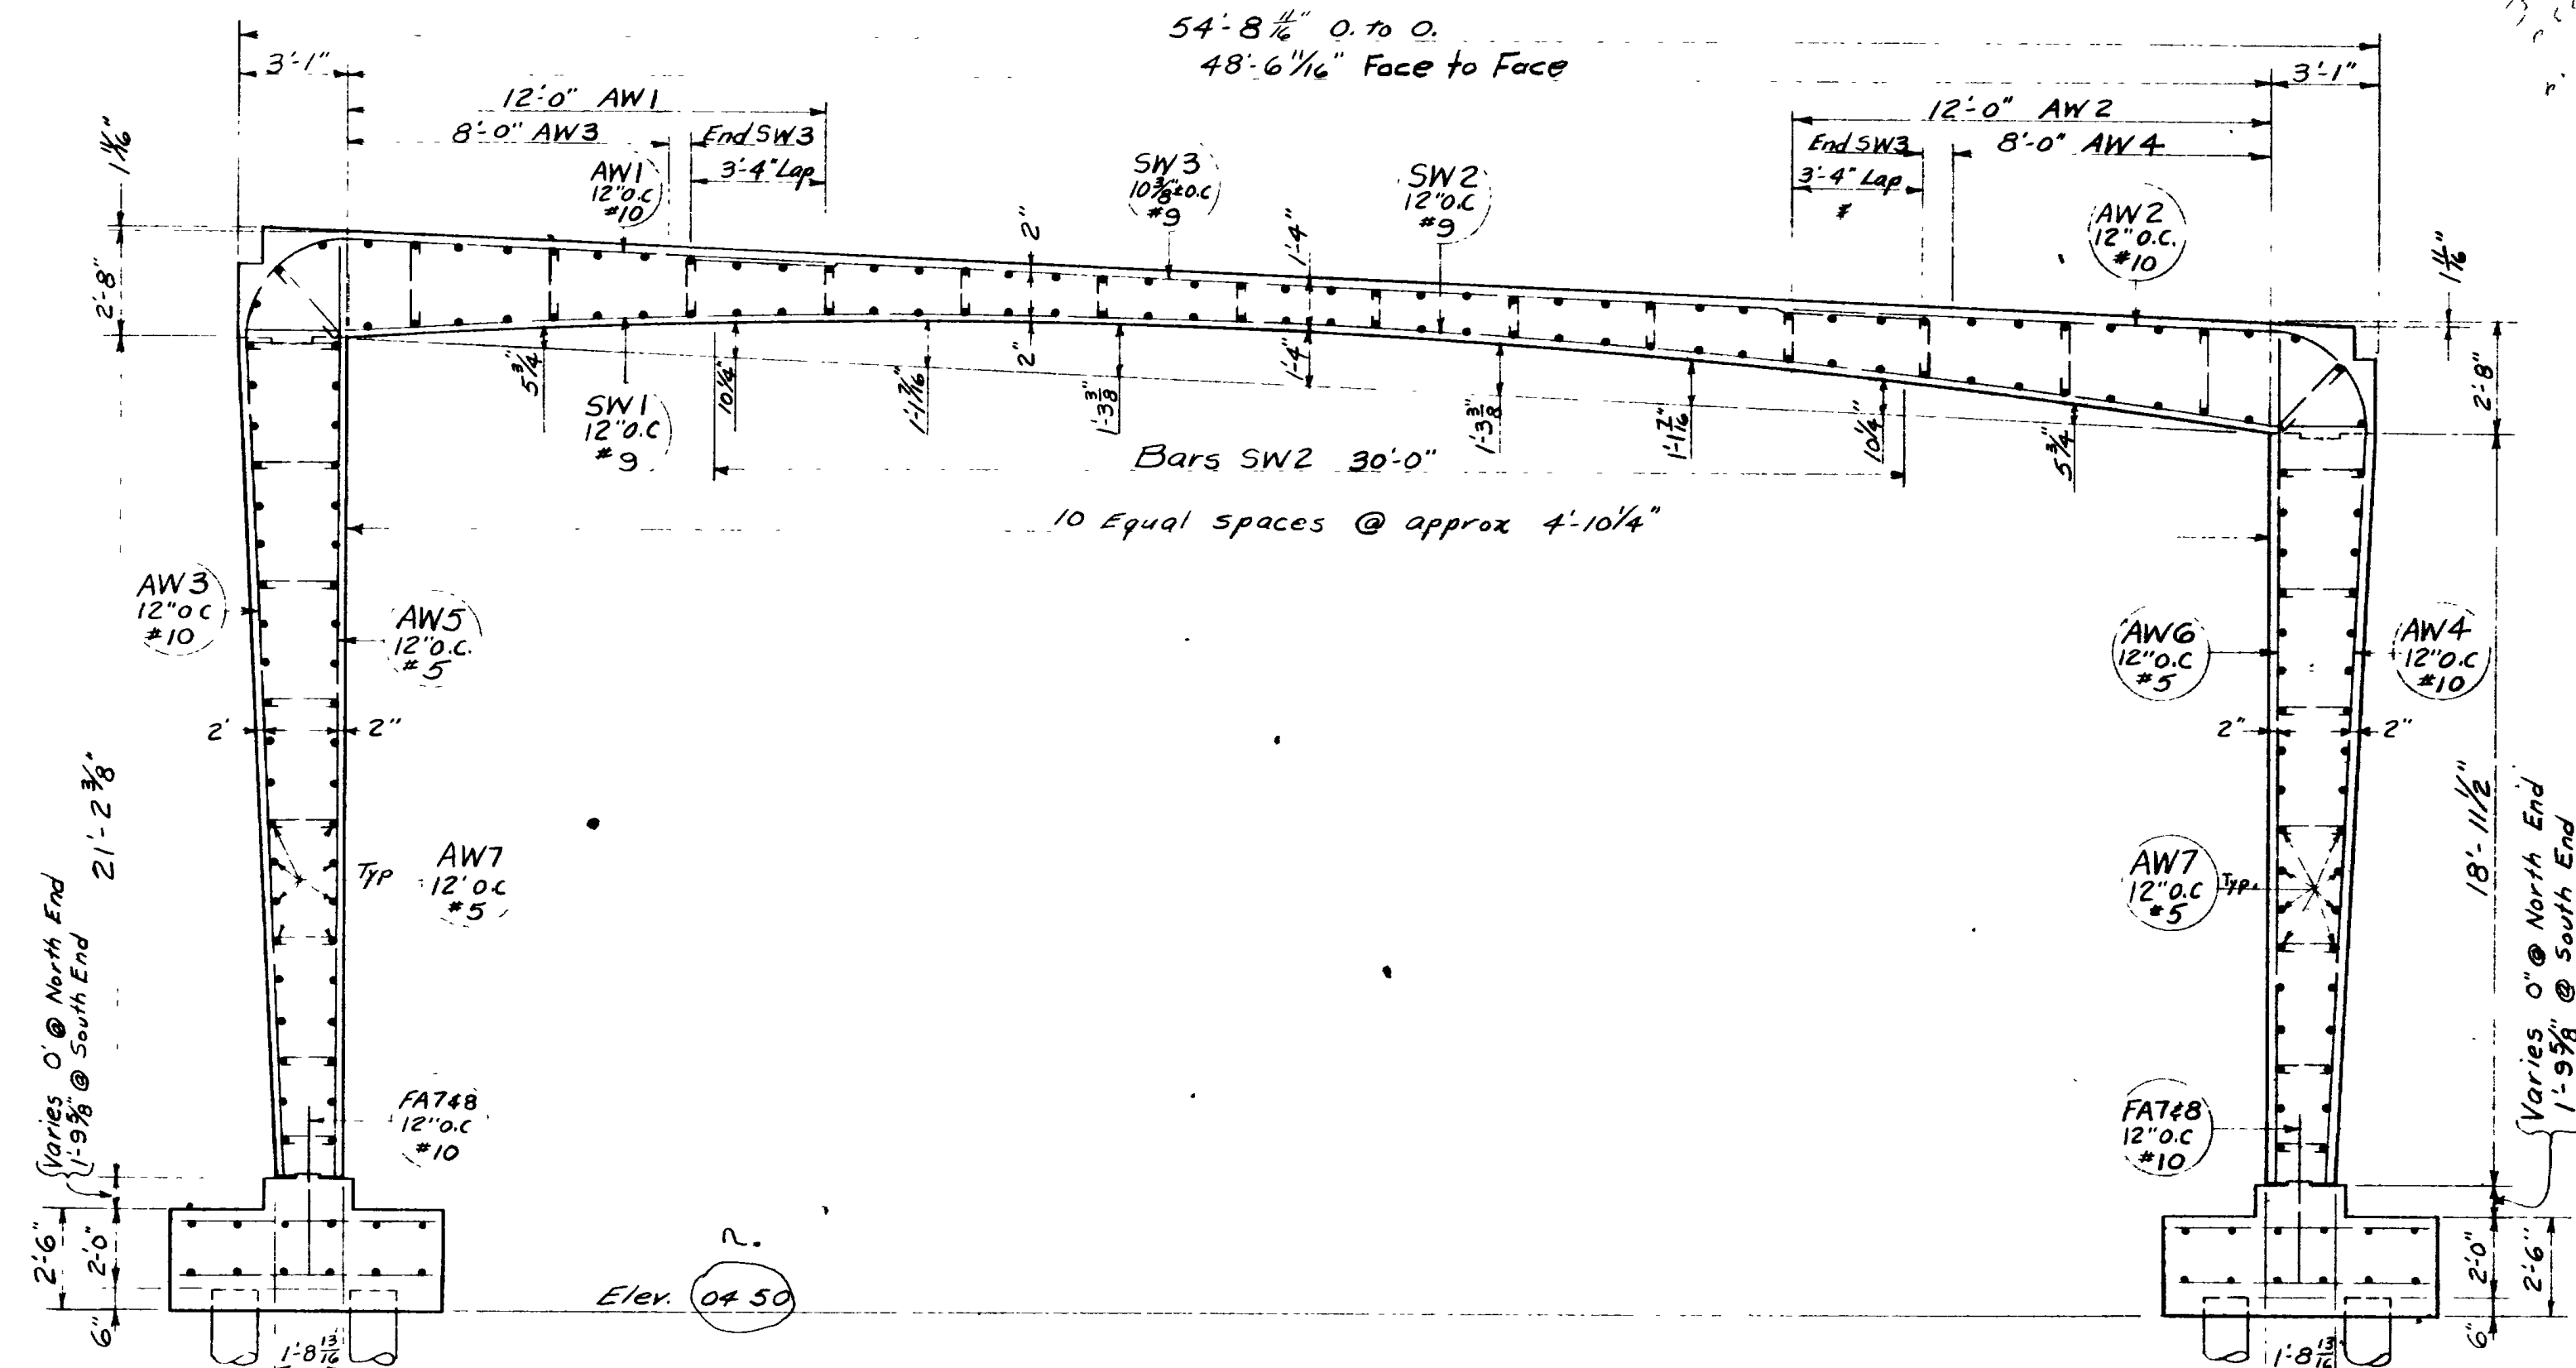 54'-8 11/16" O. to O.
48'-6 11/16" Face to Face
3'-1"
3'-1"
12'-0" AW1
12'-0" AW2
8'-0" AW3
End SW3
3'-4" Lap
End SW3
3'-4" Lap
8'-0" AW4
1 11/16"
2'-8"
AW1
12"O.C
#10
2"
SW3
10 3/8"±O.C
#9
1'-4"
SW2
12"O.C
#9
AW2
12"O.C.
#10
1 11/16"
2'-8"
5 3/4"
SW1
12"O.C
#9
10 1/4"
1'-1 7/16"
2"
1'-3 3/8"
1'-4"
1'-3 3/8"
1'-1 7/16"
10 1/4"
5 3/4"
Bars SW2 30'-0"
10 Equal spaces @ approx 4'-10 1/4"
AW3
12"O.C
#10
AW5
12"O.C.
#5
AW6
12"O.C
#5
AW4
12"O.C
#10
2'
2"
2"
2"
21'-2 3/8"
18'-11 1/2"
Typ
AW7
12'O.C
#5
AW7
12"O.C
#5
Typ.
Varies 0' @ North End
1'-9 5/8" @ South End
Varies 0" @ North End
1'-9 5/8" @ South End
FA7&8
12"O.C
#10
FA7&8
12"O.C
#10
2'-6"
2'-0"
6"
1'-8 13/16"
Elev. 04 50
?.
2'-0"
2'-6"
6"
1'-8 13/16"